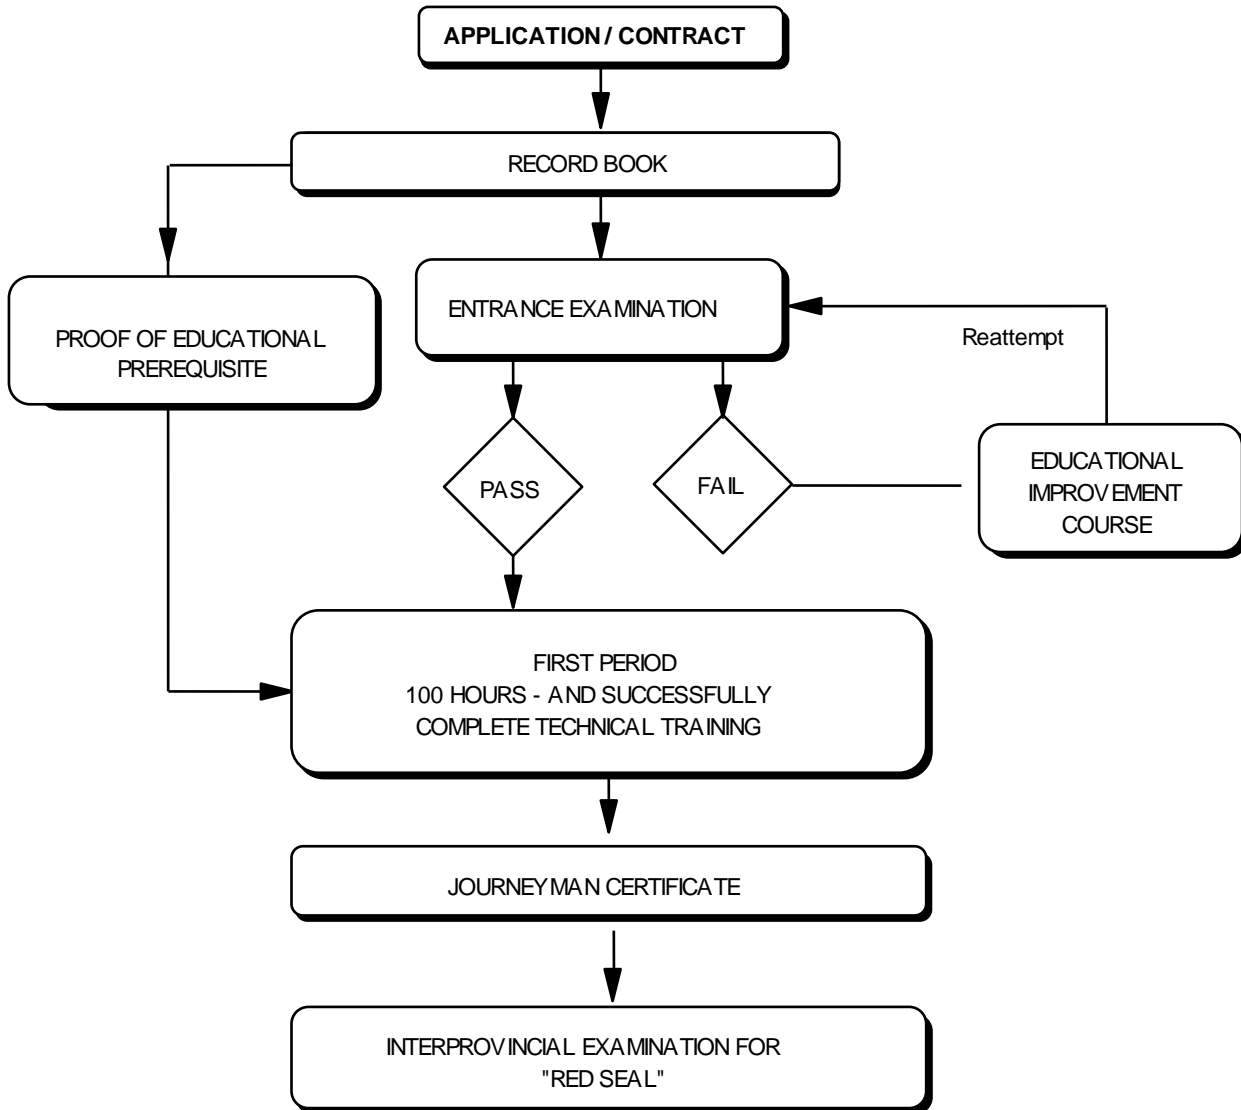 APPLICATION / CONTRACT
RECORD BOOK
PROOF OF EDUCATIONAL
PREREQUISITE
ENTRANCE EXAMINATION
Reattempt
PASS
FAIL
EDUCATIONAL
IMPROVEMENT
COURSE
FIRST PERIOD
100 HOURS - AND SUCCESSFULLY
COMPLETE TECHNICAL TRAINING
JOURNEYMAN CERTIFICATE
INTERPROVINCIAL EXAMINATION FOR
"RED SEAL"